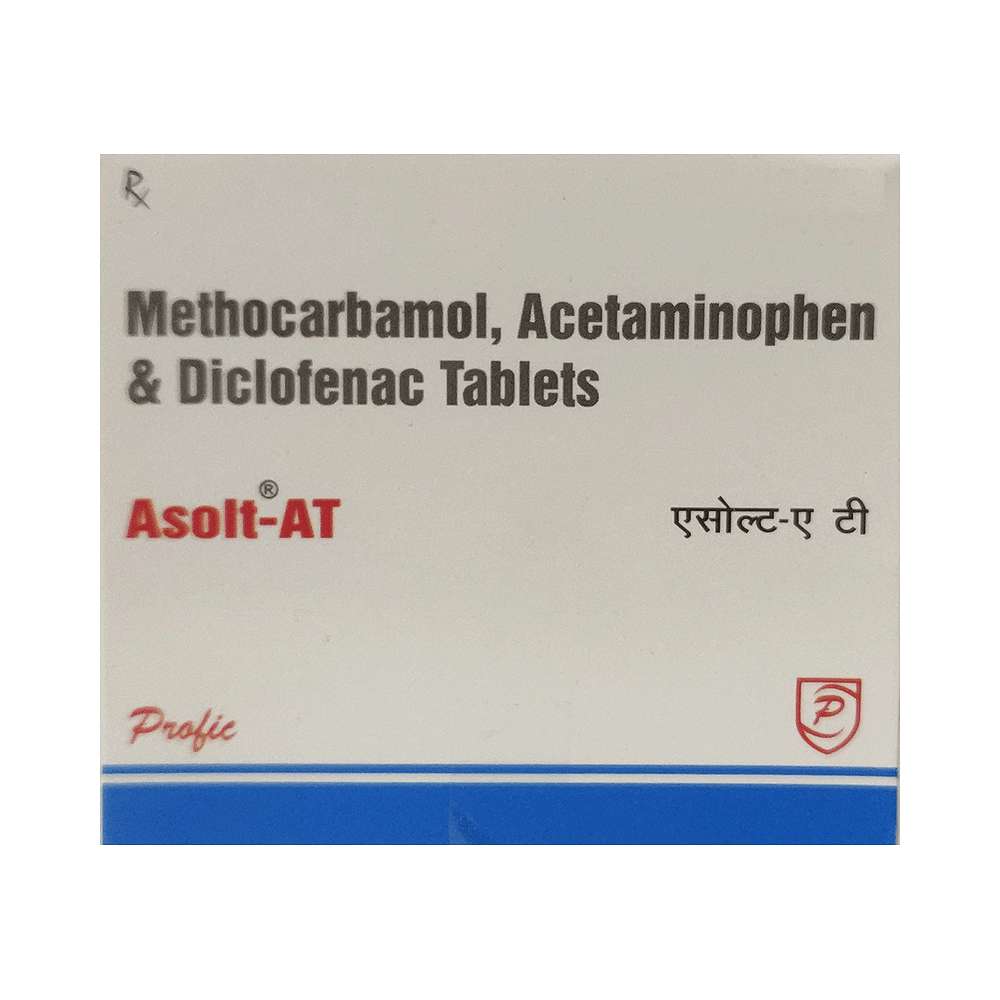 Rx
Methocarbamol, Acetaminophen
& Diclofenac Tablets
Asolt®-AT
एसोल्ट-ए टी
Profic
P